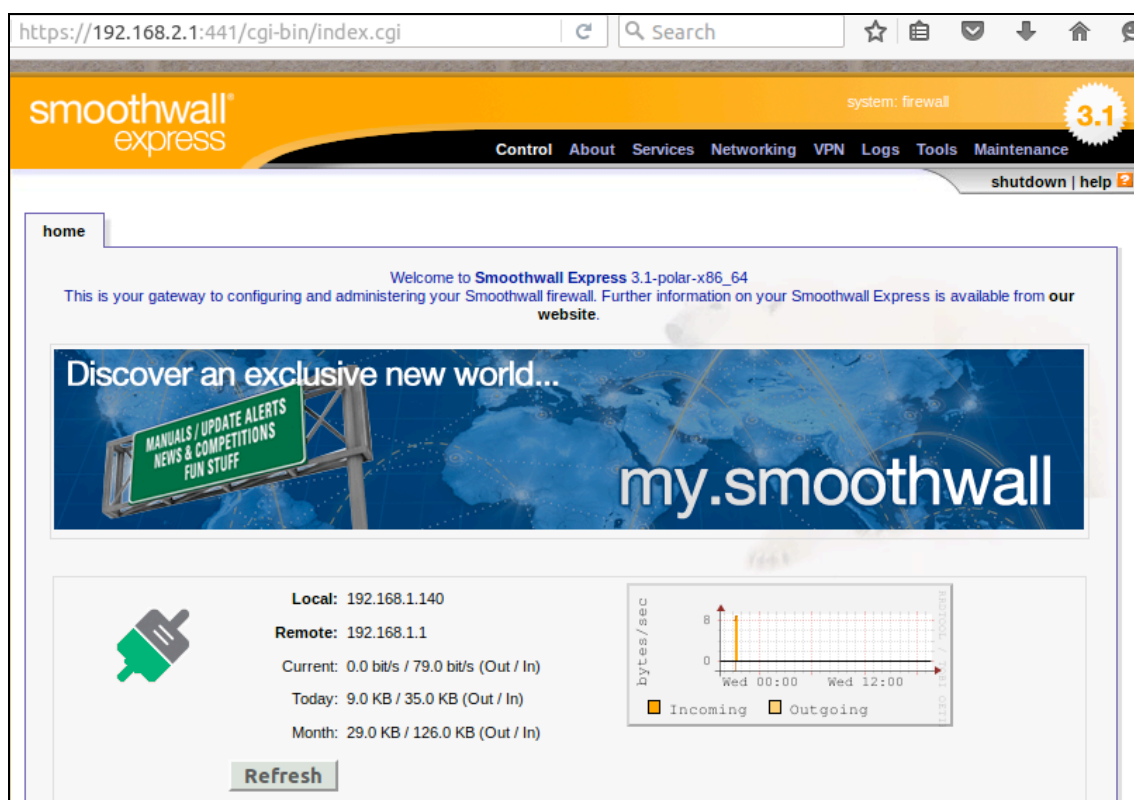 https://192.168.2.1:441/cgi-bin/index.cgi
Search
smoothwall®
express
system: firewall
3.1
Control About Services Networking VPN Logs Tools Maintenance
shutdown | help ?
home
Welcome to Smoothwall Express 3.1-polar-x86_64
This is your gateway to configuring and administering your Smoothwall firewall. Further information on your Smoothwall Express is available from our
website.
Discover an exclusive new world...
MANUALS / UPDATE ALERTS
NEWS & COMPETITIONS
FUN STUFF
my.smoothwall
Local: 192.168.1.140
Remote: 192.168.1.1
Current: 0.0 bit/s / 79.0 bit/s (Out / In)
Today: 9.0 KB / 35.0 KB (Out / In)
Month: 29.0 KB / 126.0 KB (Out / In)
Refresh
bytes/sec
8
0
Wed 00:00 Wed 12:00
Incoming Outgoing